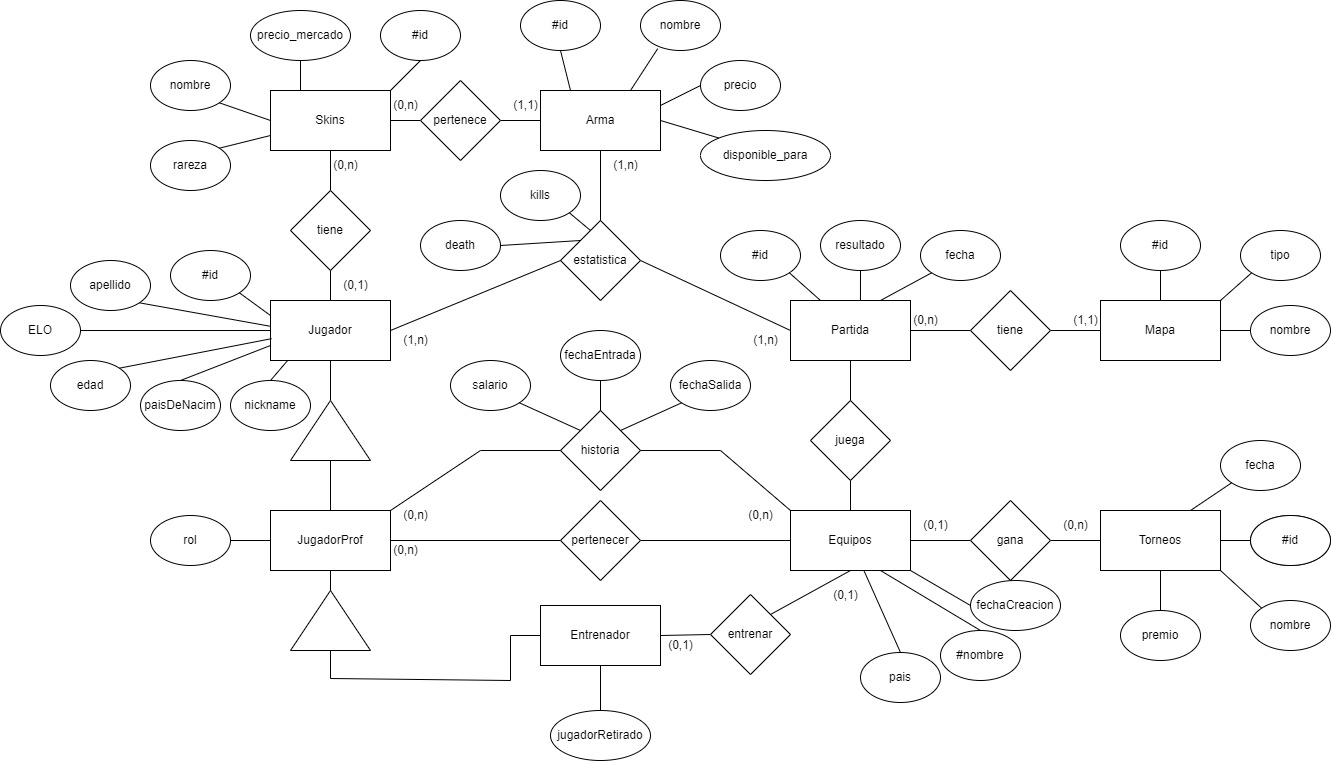 precio_mercado
#id
#id
nombre
nombre
precio
Skins
(0,n)
pertenece
(1,1)
Arma
rareza
(0,n)
(1,n)
disponible_para
kills
tiene
death
estatistica
#id
resultado
fecha
#id
tipo
apellido
#id
(0,1)
ELO
Jugador
(1,n)
(1,n)
Partida
(0,n)
tiene
(1,1)
Mapa
nombre
edad
paisDeNacim
nickname
salario
fechaEntrada
fechaSalida
historia
juega
fecha
(0,n)
(0,n)
(0,1)
(0,n)
rol
JugadorProf
(0,n)
pertenecer
Equipos
gana
Torneos
#id
Entrenador
(0,1)
entrenar
(0,1)
fechaCreacion
#nombre
pais
premio
nombre
jugadorRetirado